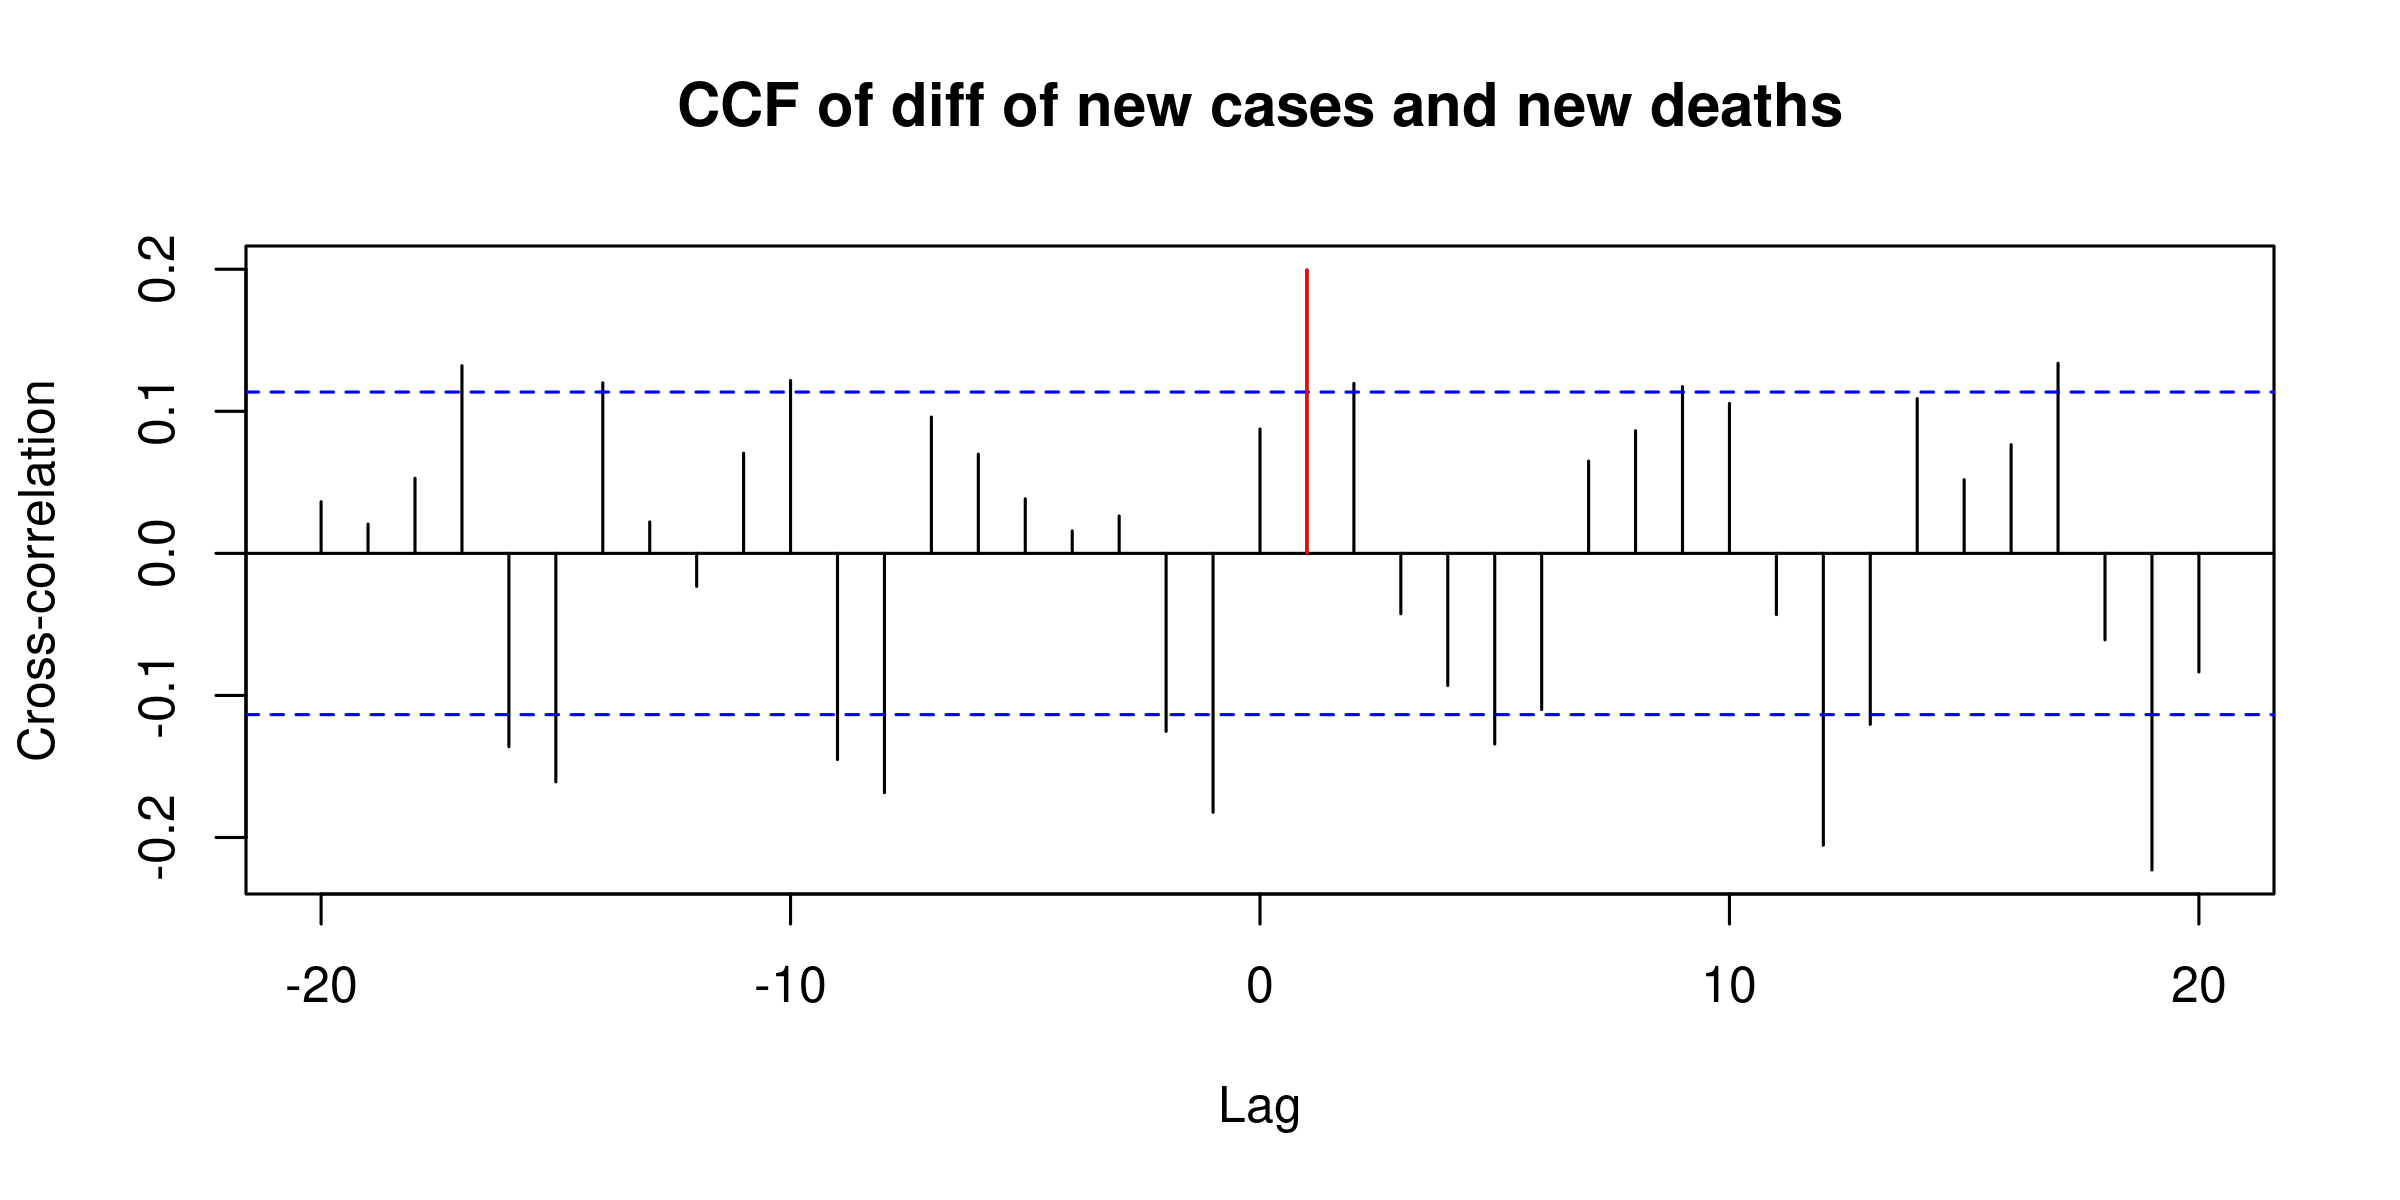 CCF of diff of new cases and new deaths
Cross-correlation
0.2
0.1
0.0
-0.1
-0.2
-20 -10 0 10 20
Lag